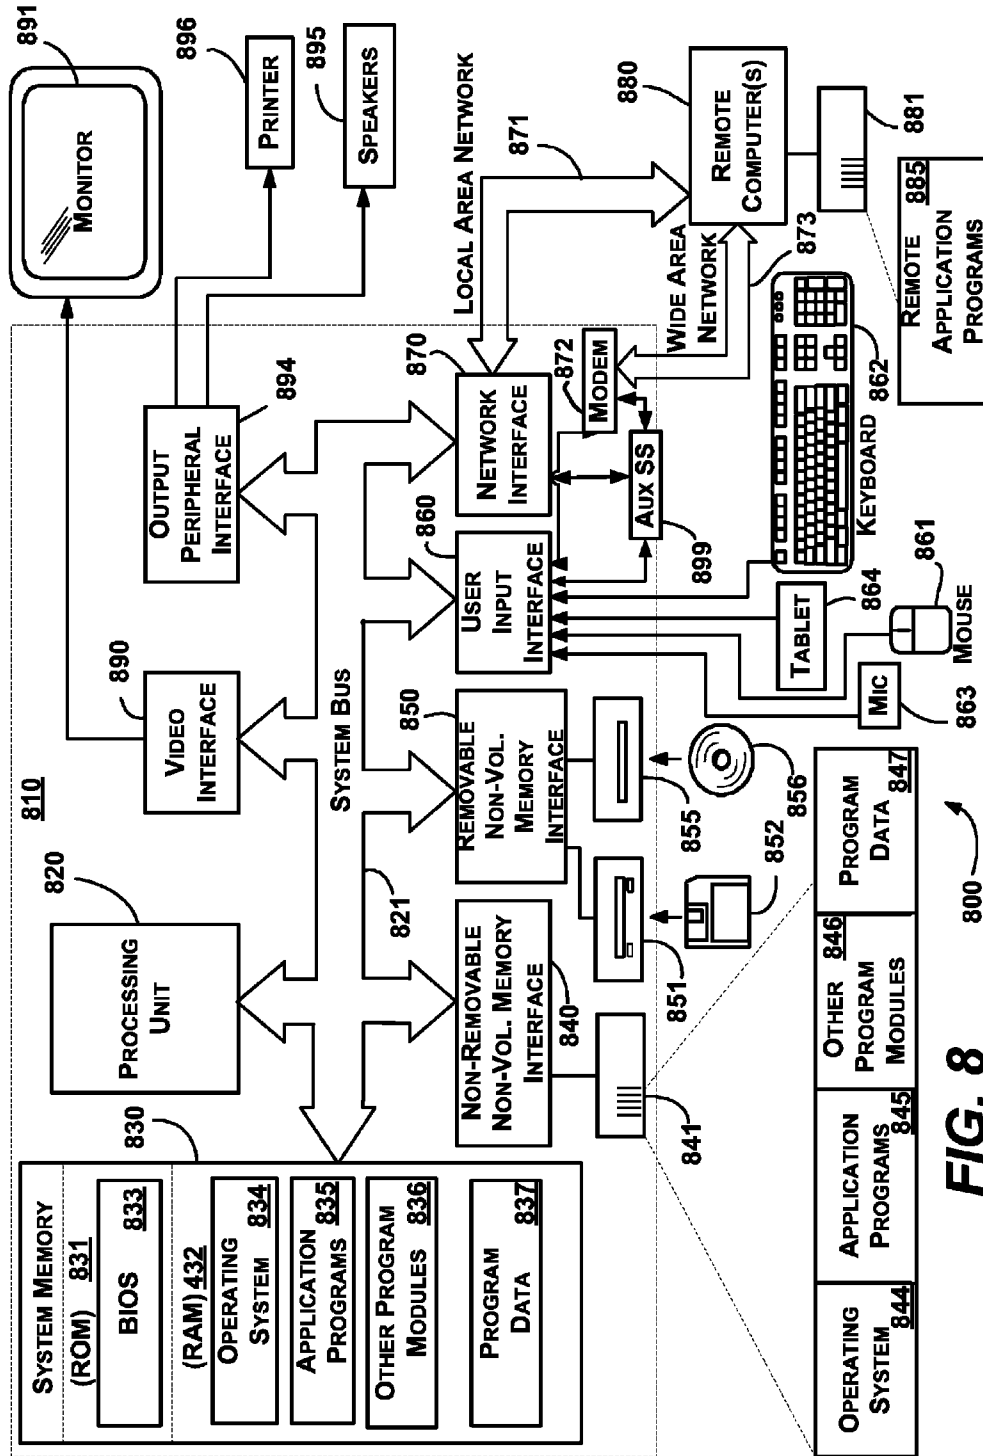 810
SYSTEM MEMORY
(ROM) 831
BIOS 833
(RAM) 432
OPERATING
SYSTEM 834
APPLICATION
PROGRAMS 835
OTHER PROGRAM
MODULES 836
PROGRAM
DATA 837
830
PROCESSING
UNIT
820
VIDEO
INTERFACE
890
OUTPUT
PERIPHERAL
INTERFACE
894
MONITOR
891
PRINTER
896
SPEAKERS
895
SYSTEM BUS
821
NON-REMOVABLE
NON-VOL. MEMORY
INTERFACE
840
REMOVABLE
NON-VOL.
MEMORY
INTERFACE
850
USER
INPUT
INTERFACE
860
NETWORK
INTERFACE
870
LOCAL AREA NETWORK
871
872
MODEM
AUX SS
899
WIDE AREA
NETWORK
873
REMOTE
COMPUTER(S)
880
881
REMOTE
APPLICATION
PROGRAMS
885
841
851
852
855
856
MIC
863
TABLET
864
MOUSE
861
KEYBOARD
862
OPERATING
SYSTEM 844
APPLICATION
PROGRAMS 845
OTHER
PROGRAM
MODULES
846
PROGRAM
DATA 847
800
FIG. 8